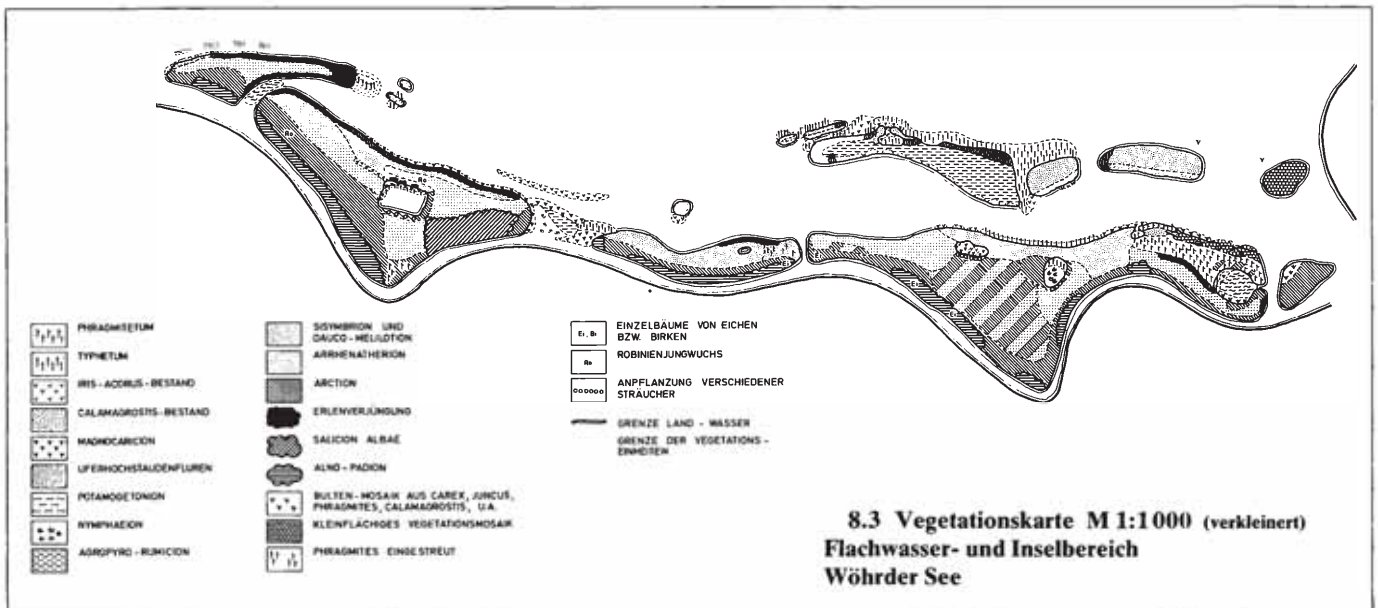 PHRAGMITETUM
TYPHETUM
IRIS-ACORUS-BESTAND
CALAMAGROSTIS-BESTAND
MAGNOCARICION
UFERHOCHSTAUDENFLUREN
POTAMOGETONION
NYMPHAEION
AGROPYRO-RUMICION
SISYMBRION UND
DAUCO-MELILOTION
ARRHENATHERION
ARCTION
ERLENVERJÜNGUNG
SALICION ALBAE
ALNO-PADION
BULTEN-MOSAIK AUS CAREX, JUNCUS,
PHRAGMITES, CALAMAGROSTIS, U.A.
KLEINFLÄCHIGES VEGETATIONSMOSAIK
PHRAGMITES EINGESTREUT
Ei, Bi EINZELBÄUME VON EICHEN
BZW. BIRKEN
Ro ROBINIENJUNGWUCHS
ANPFLANZUNG VERSCHIEDENER
STRÄUCHER
GRENZE LAND - WASSER
GRENZE DER VEGETATIONS-
EINHEITEN
8.3 Vegetationskarte M 1:1000 (verkleinert)
Flachwasser- und Inselbereich
Wöhrder See